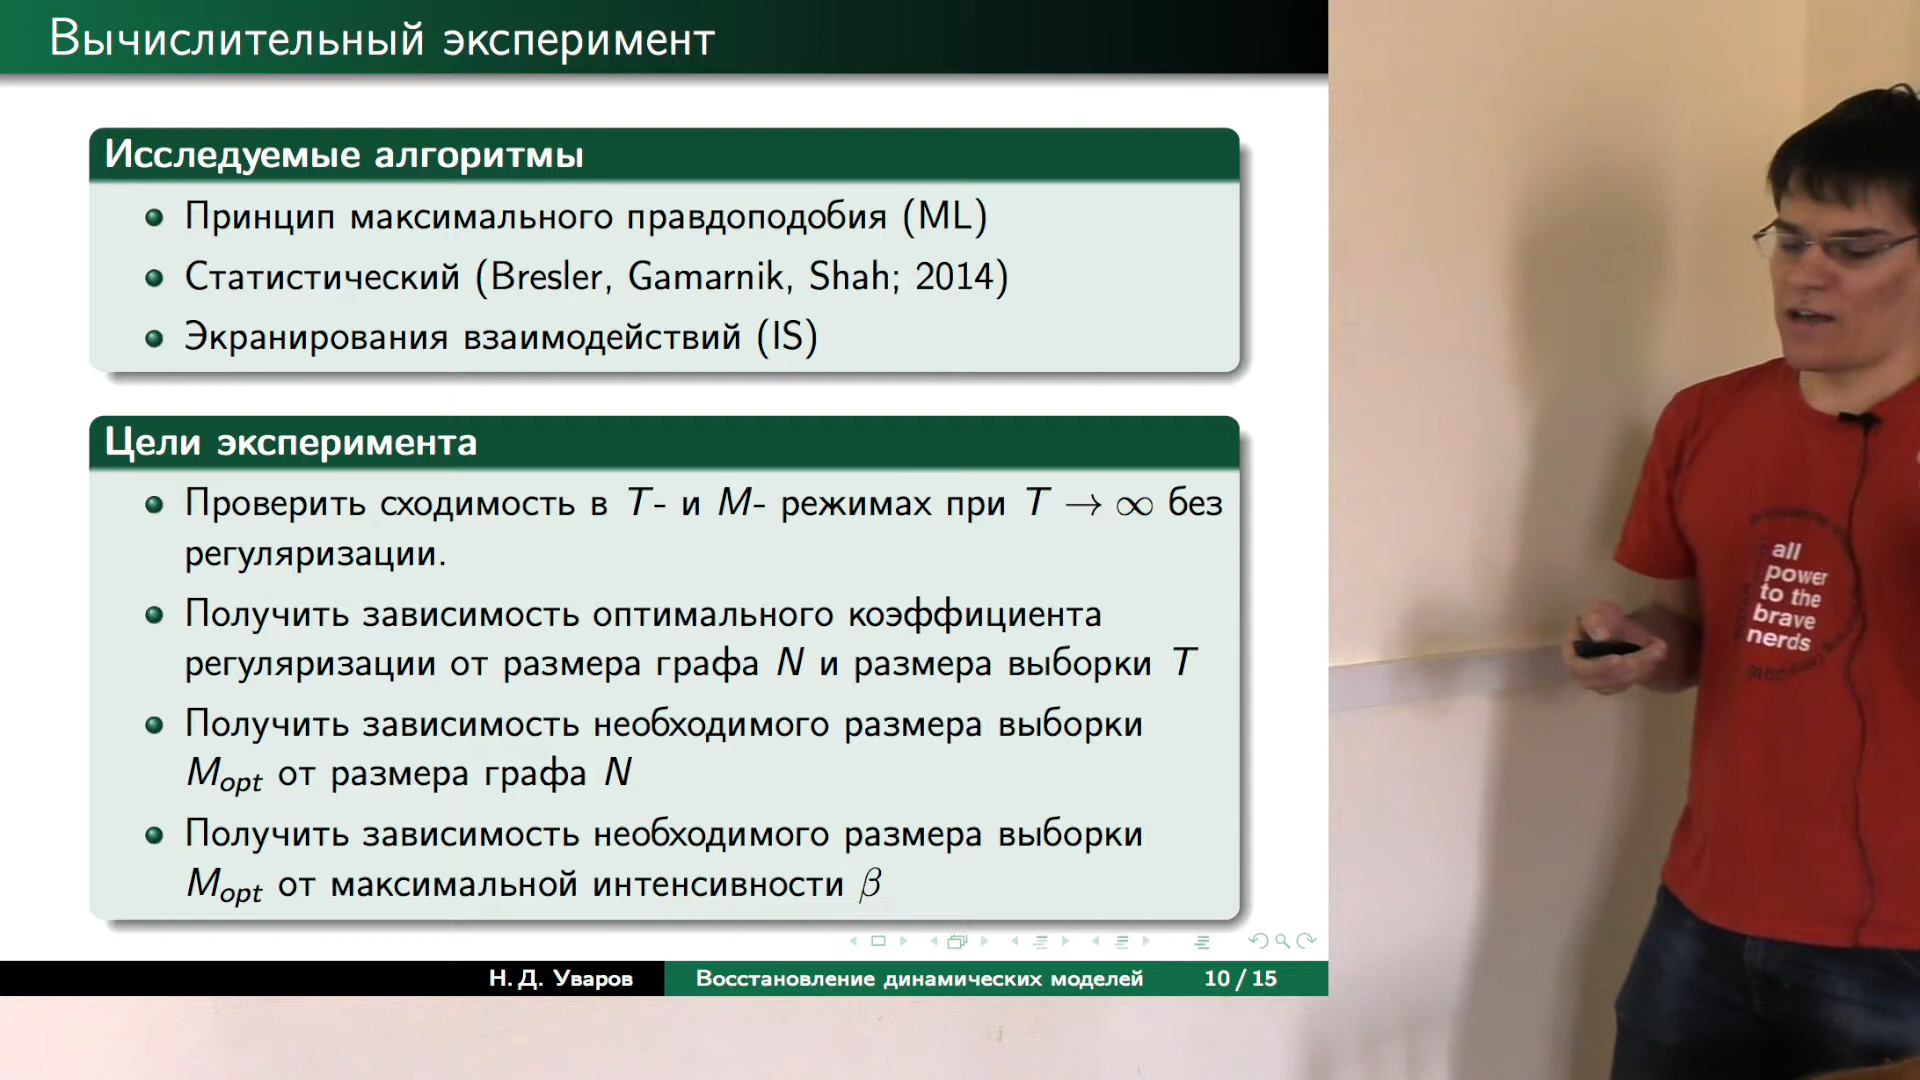 Вычислительный эксперимент
Исследуемые алгоритмы
Принцип максимального правдоподобия (ML)
Статистический (Bresler, Gamarnik, Shah; 2014)
Экранирования взаимодействий (IS)
Цели эксперимента
Проверить сходимость в T- и M- режимах при T → ∞ без
регуляризации.
Получить зависимость оптимального коэффициента
регуляризации от размера графа N и размера выборки T
Получить зависимость необходимого размера выборки
M_opt от размера графа N
Получить зависимость необходимого размера выборки
M_opt от максимальной интенсивности β
Н. Д. Уваров Восстановление динамических моделей 10 / 15
all
power
to the
brave
nerds